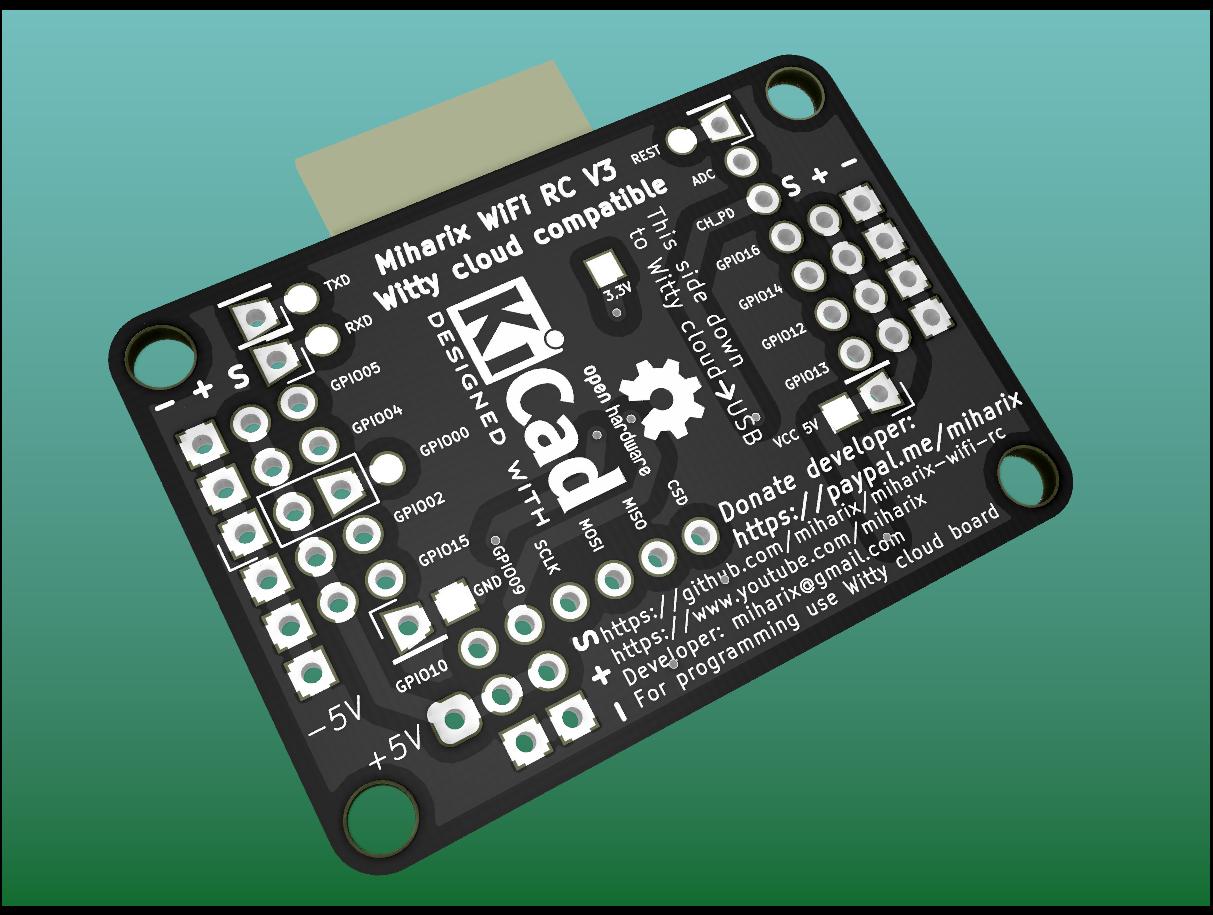 Miharix WiFi RC V3
Witty cloud compatible
This side down
to Witty cloud→USB
KiCad
DESIGNED WITH
open hardware
3.3V
TXD
RXD
GPIO05
GPIO04
GPIO00
GPIO02
GPIO15
GND
GPIO10
GPIO09
SCLK
MOSI
MISO
CSD
REST
ADC
CH_PD
GPIO16
GPIO14
GPIO12
GPIO13
VCC 5V
S + -
- + S
S
+
-
-5V
+5V
Donate developer:
https://paypal.me/miharix
https://github.com/miharix/miharix-wifi-rc
https://www.youtube.com/miharix
Developer: miharix@gmail.com
For programming use Witty cloud board